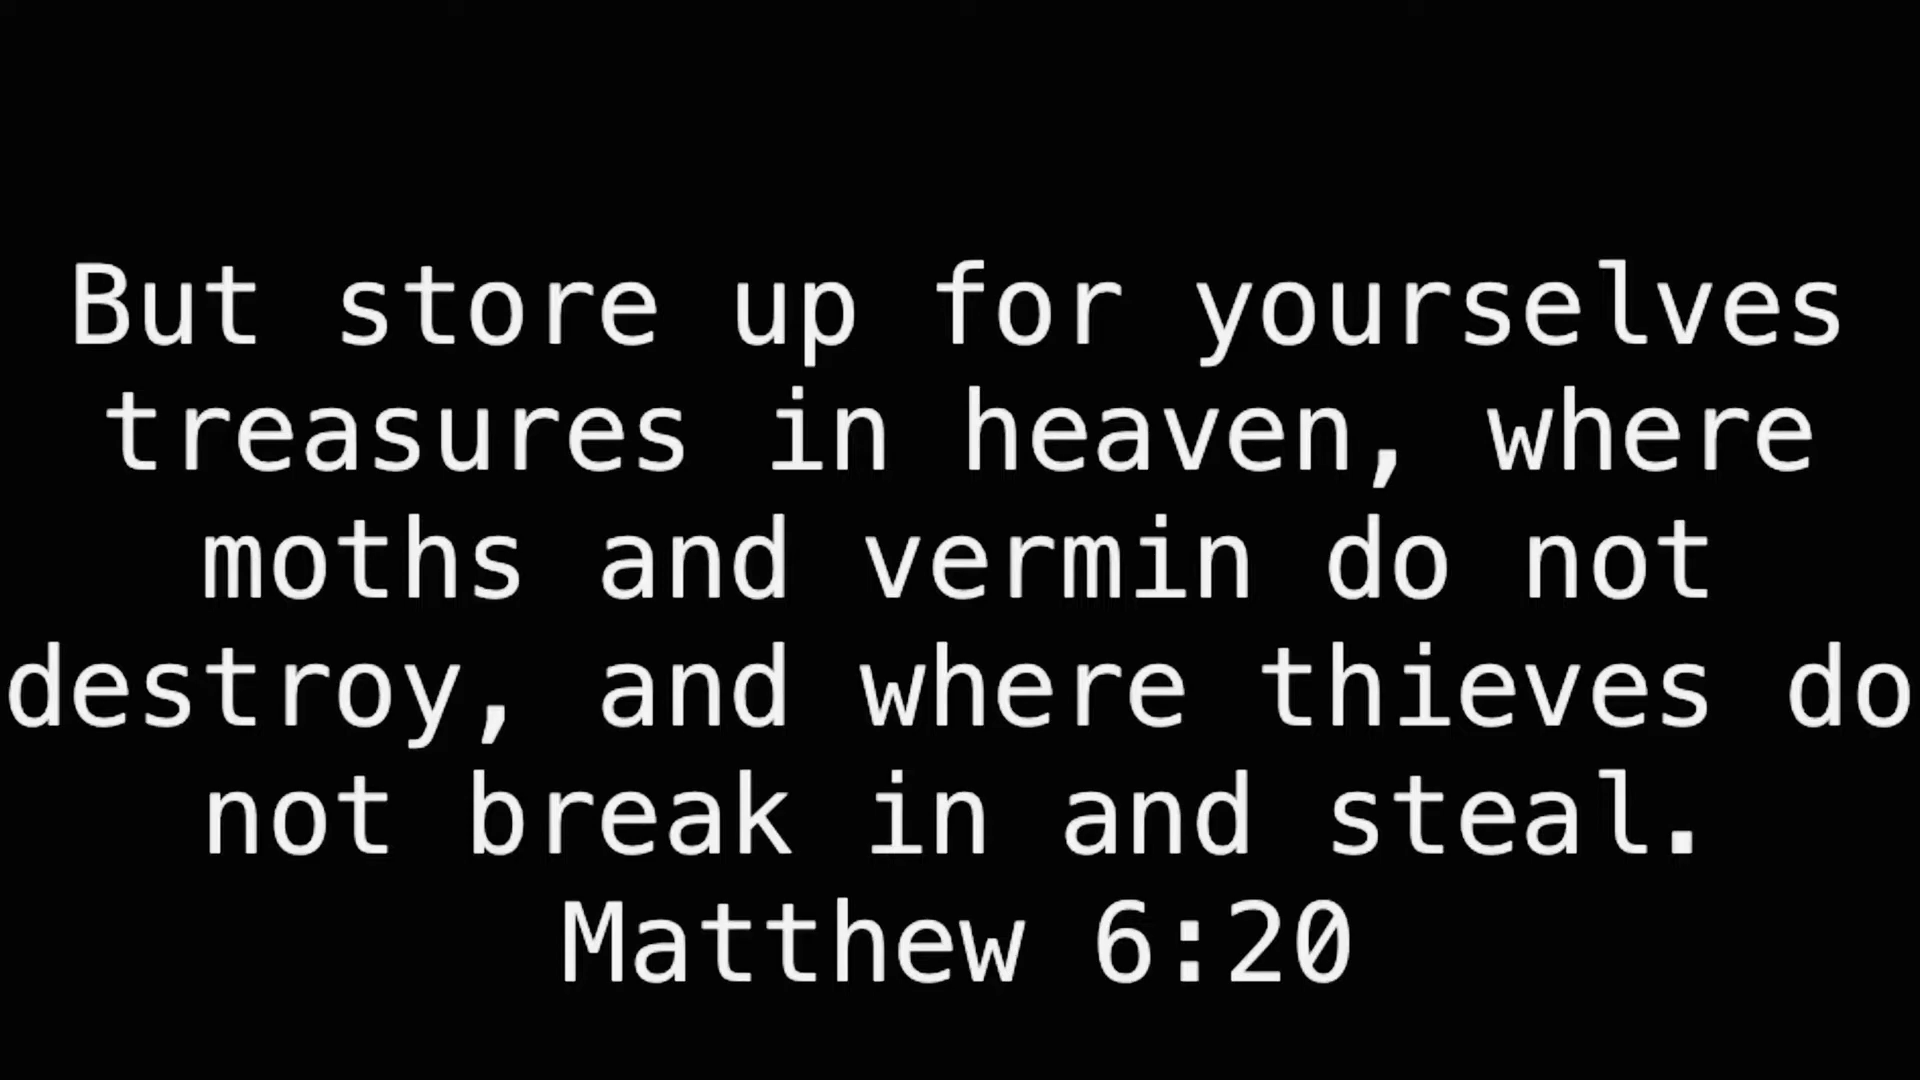 But store up for yourselves
treasures in heaven, where
moths and vermin do not
destroy, and where thieves do
not break in and steal.
Matthew 6:20